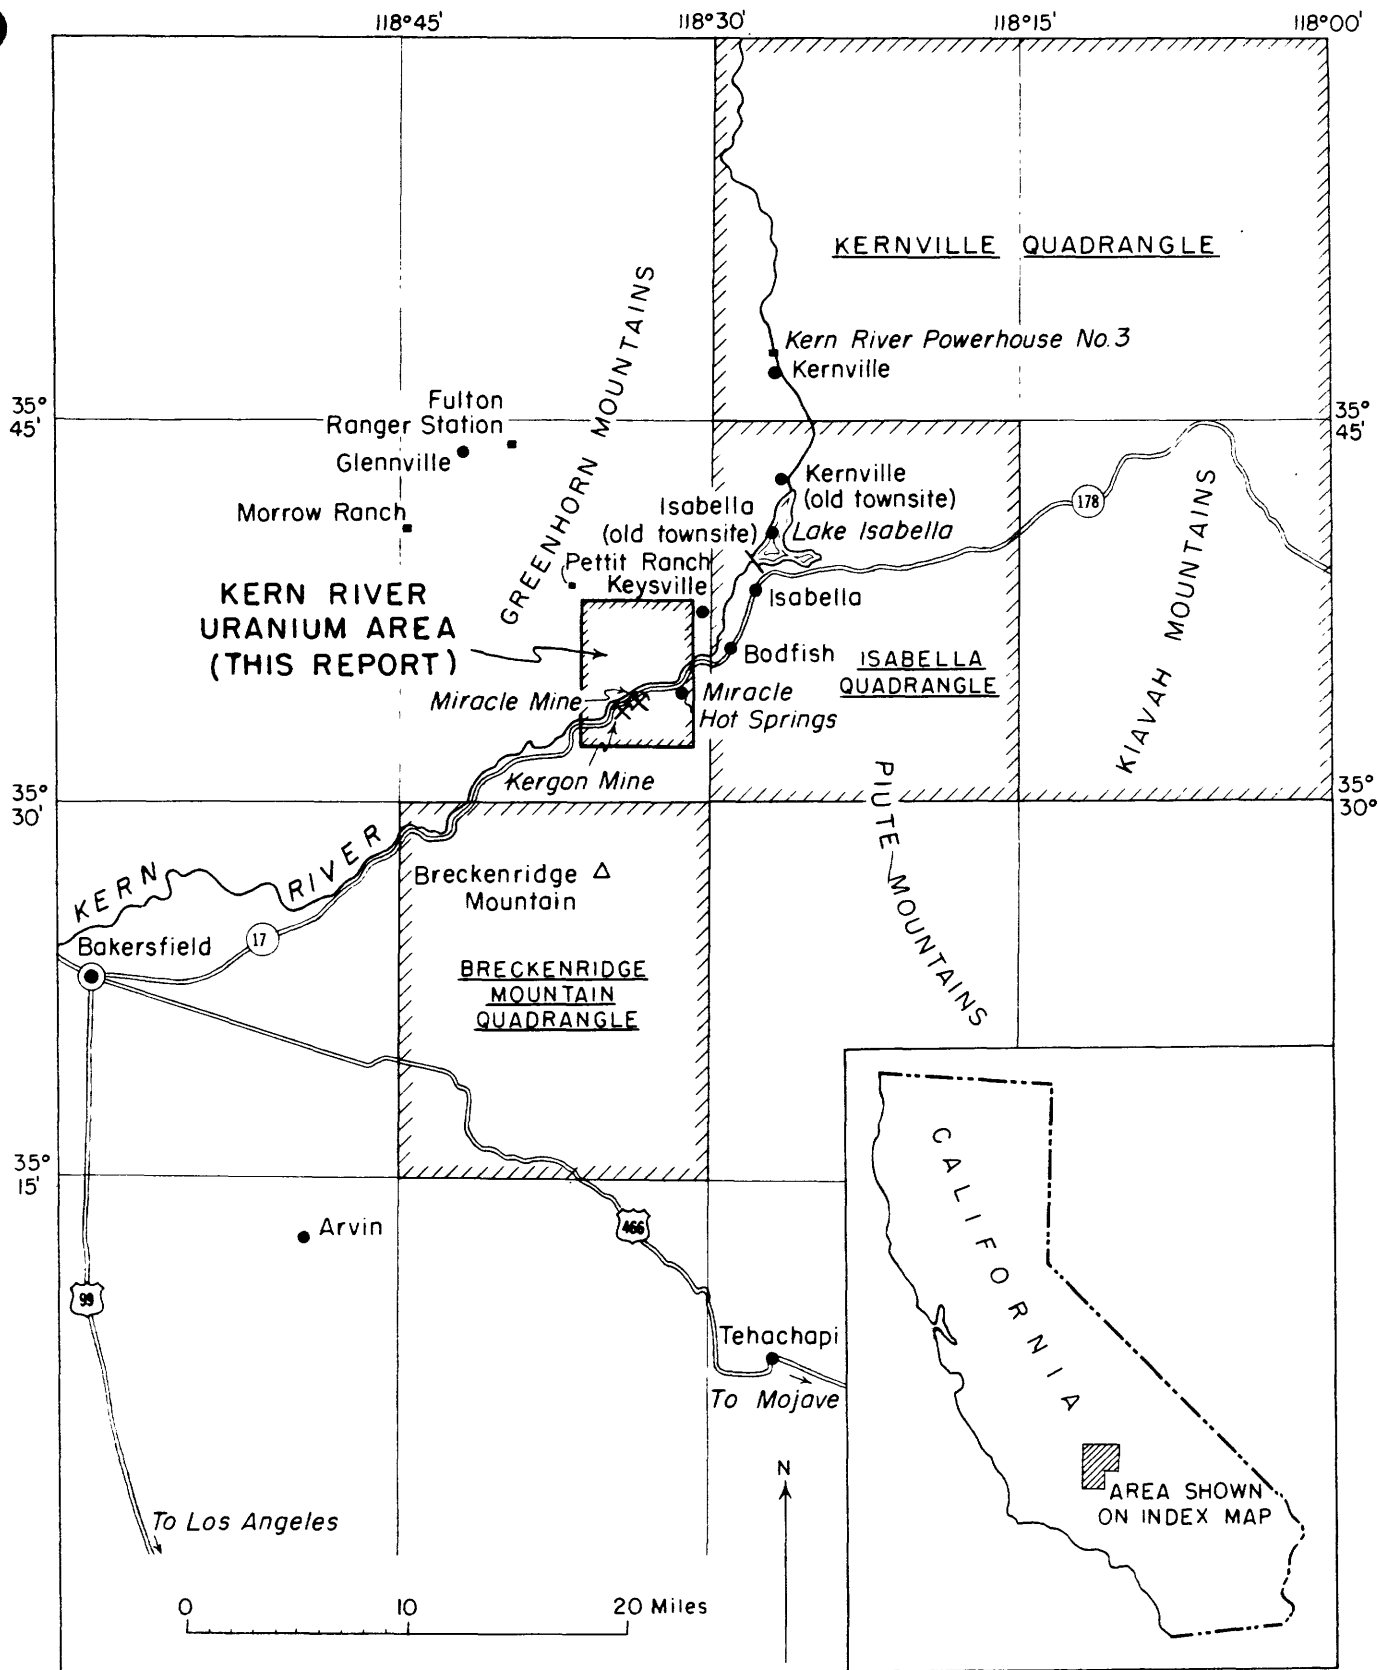 118°45' 118°30' 118°15' 118°00'
KERNVILLE QUADRANGLE
GREENHORN MOUNTAINS
Kern River Powerhouse No. 3
Kernville
35°
45'
Fulton
Ranger Station
Glennville
35°
45'
Kernville
(old townsite)
178
Morrow Ranch
Isabella
(old townsite)
Lake Isabella
KIAVAH MOUNTAINS
Pettit Ranch
Keysville
Isabella
KERN RIVER
URANIUM AREA
(THIS REPORT)
Bodfish
ISABELLA
QUADRANGLE
Miracle Mine
Miracle
Hot Springs
Kergon Mine
PIUTE MOUNTAINS
35°
30'
35°
30°
KERN RIVER
Breckenridge
Mountain
17
Bakersfield
BRECKENRIDGE
MOUNTAIN
QUADRANGLE
35°
15'
CALIFORNIA
Arvin
466
99
Tehachapi
To Mojave
N
AREA SHOWN
ON INDEX MAP
To Los Angeles
0 10 20 Miles